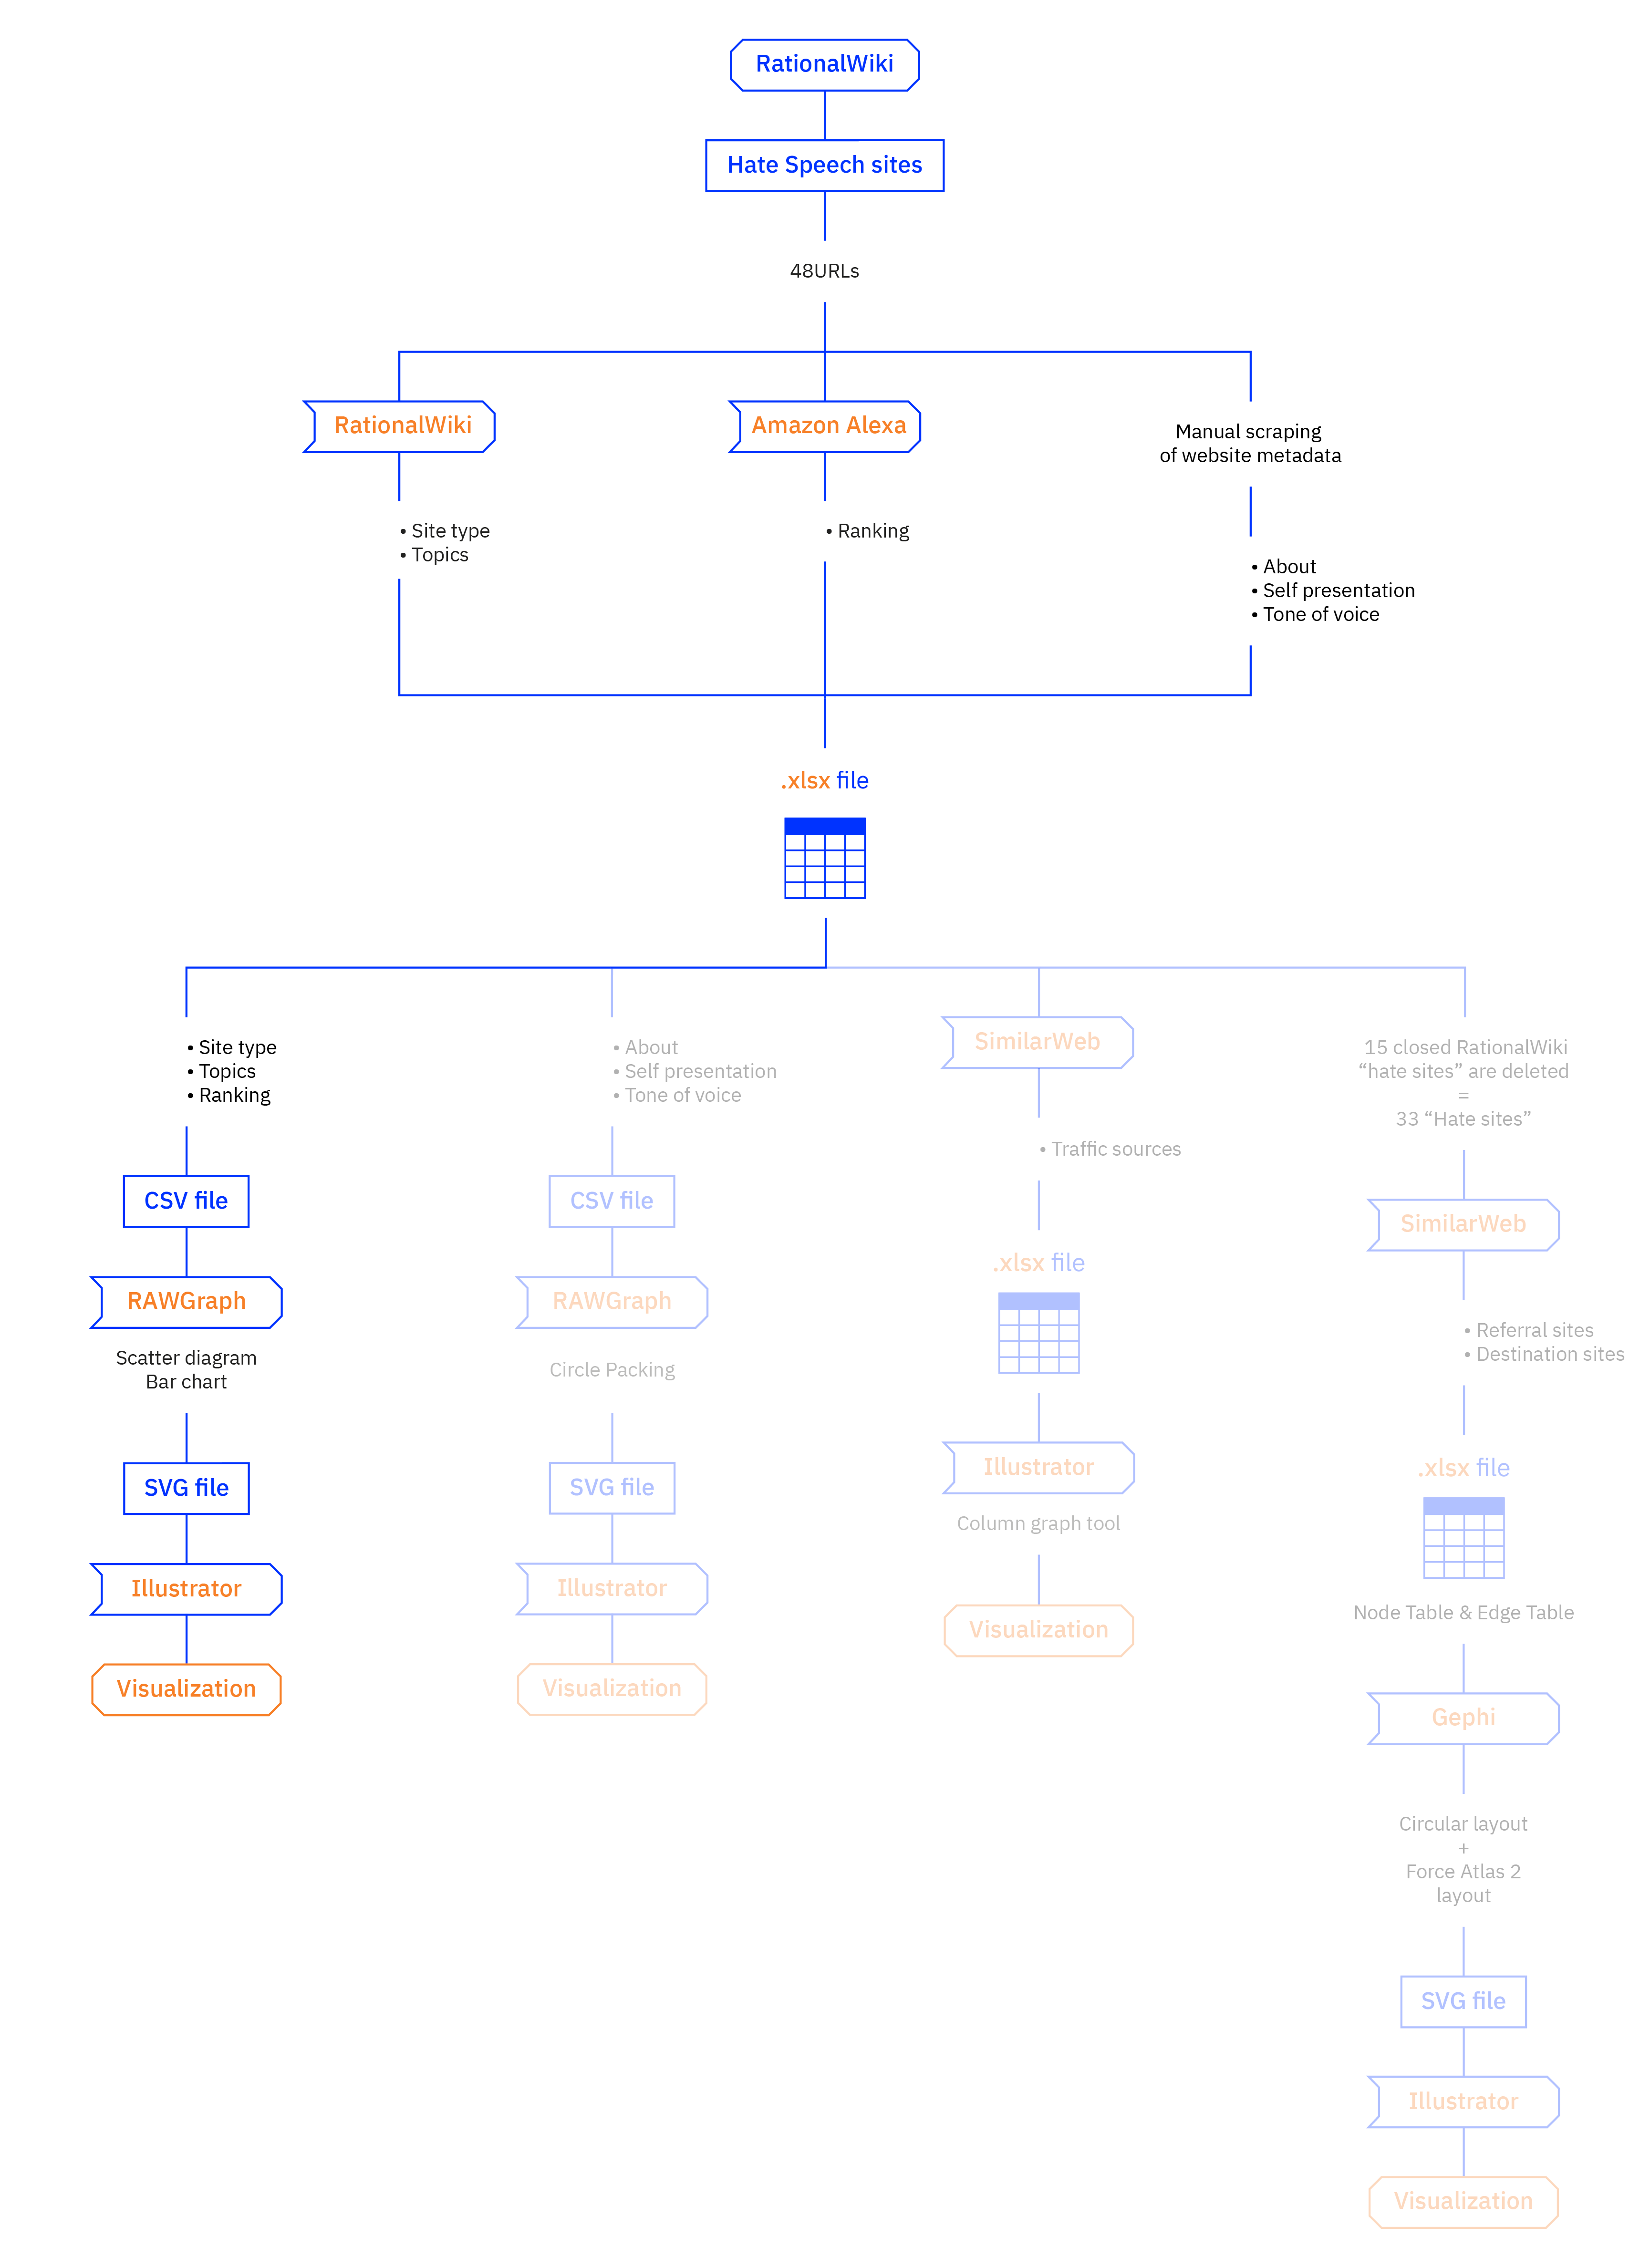 RationalWiki
Hate Speech sites
48URLs
RationalWiki
• Site type
• Topics
Amazon Alexa
• Ranking
Manual scraping
of website metadata
• About
• Self presentation
• Tone of voice
.xlsx file
• Site type
• Topics
• Ranking
CSV file
RAWGraph
Scatter diagram
Bar chart
SVG file
Illustrator
Visualization
• About
• Self presentation
• Tone of voice
CSV file
RAWGraph
Circle Packing
SVG file
Illustrator
Visualization
SimilarWeb
• Traffic sources
.xlsx file
Illustrator
Column graph tool
Visualization
15 closed RationalWiki
“hate sites” are deleted
=
33 “Hate sites”
SimilarWeb
• Referral sites
• Destination sites
.xlsx file
Node Table & Edge Table
Gephi
Circular layout
+
Force Atlas 2
layout
SVG file
Illustrator
Visualization